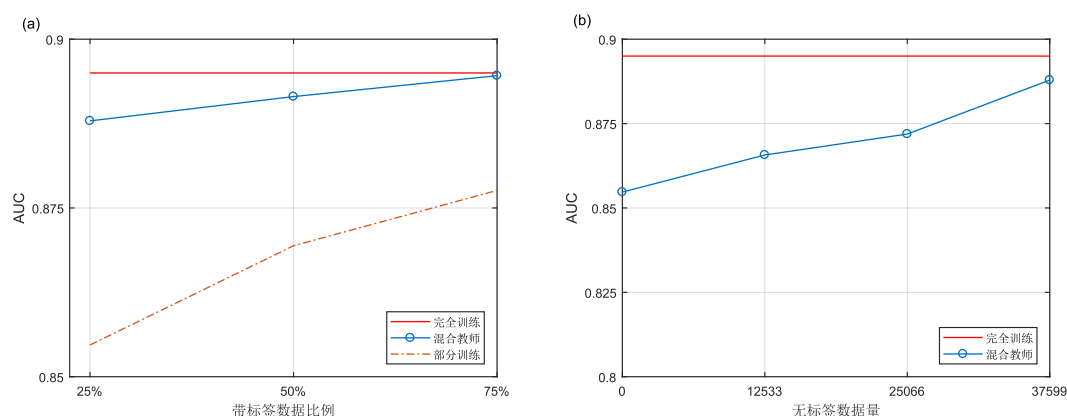 (a)
0.9
0.875
0.85
AUC
25%
50%
75%
带标签数据比例
完全训练
混合教师
部分训练
(b)
0.9
0.875
0.85
0.825
0.8
AUC
0
12533
25066
37599
无标签数据量
完全训练
混合教师